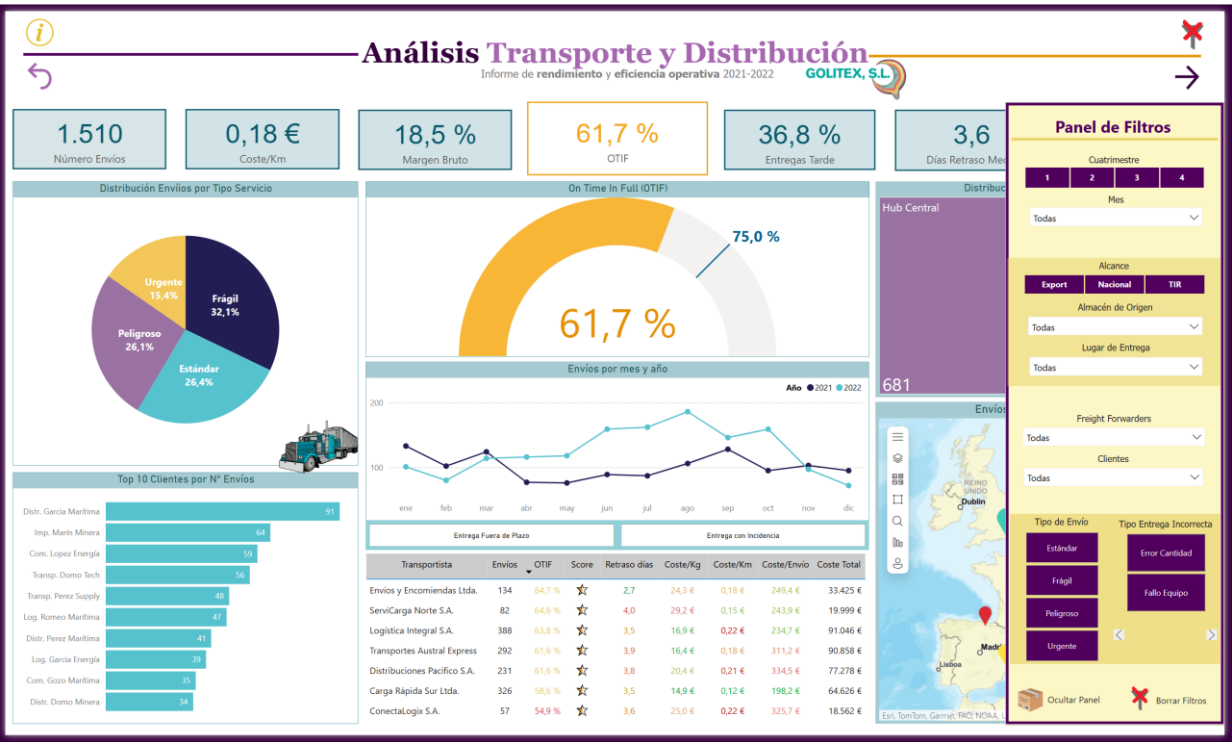 i
Análisis Transporte y Distribución
Informe de rendimiento y eficiencia operativa 2021-2022
GOLITEX, S.L.
1.510
Número Envíos
0,18 €
Coste/Km
18,5 %
Margen Bruto
61,7 %
OTIF
36,8 %
Entregas Tarde
3,6
Días Retraso Me
Distribución Envíos por Tipo Servicio
Urgente
15,4%
Frágil
32,1%
Peligroso
26,1%
Estándar
26,4%
Top 10 Clientes por Nº Envíos
Distr. Garcia Marítima 91
Imp. Marín Minera 64
Com. Lopez Energía 59
Transp. Domo Tech 56
Transp. Perez Supply 48
Log. Romeo Marítima 47
Distr. Perez Marítima 41
Log. Garcia Energía 39
Com. Gozo Marítima 35
Distr. Domo Minera 34
On Time In Full (OTIF)
75,0 %
61,7 %
Envíos por mes y año
Año 2021 2022
200
100
ene feb mar abr may jun jul ago sep oct nov dic
Entrega Fuera de Plazo Entrega con Incidencia
Transportista Envíos OTIF Score Retraso días Coste/Kg Coste/Km Coste/Envío Coste Total
Envíos y Encomiendas Ltda. 134 64,7 % 2,7 24,3 € 0,18 € 249,4 € 33.425 €
ServiCarga Norte S.A. 82 64,6 % 4,0 29,2 € 0,15 € 243,9 € 19.999 €
Logística Integral S.A. 388 63,8 % 3,5 16,9 € 0,22 € 234,7 € 91.046 €
Transportes Austral Express 292 61,6 % 3,9 16,4 € 0,18 € 311,2 € 90.858 €
Distribuciones Pacifico S.A. 231 61,6 % 3,8 20,4 € 0,21 € 334,5 € 77.278 €
Carga Rápida Sur Ltda. 326 58,6 % 3,5 14,9 € 0,12 € 198,2 € 64.626 €
ConectaLogix S.A. 57 54,9 % 3,6 25,0 € 0,22 € 325,7 € 18.562 €
Distribuc
Hub Central
681
Envíos
REINO
UNIDO
Dublin
Madr
Lisboa
Esri, TomTom, Garmin, FAO, NOAA, U
Panel de Filtros
Cuatrimestre
1 2 3 4
Mes
Todas
Alcance
Export Nacional TIR
Almacén de Origen
Todas
Lugar de Entrega
Todas
Freight Forwarders
Todas
Clientes
Todas
Tipo de Envío
Estándar
Frágil
Peligroso
Urgente
Tipo Entrega Incorrecta
Error Cantidad
Fallo Equipo
Ocultar Panel
Borrar Filtros